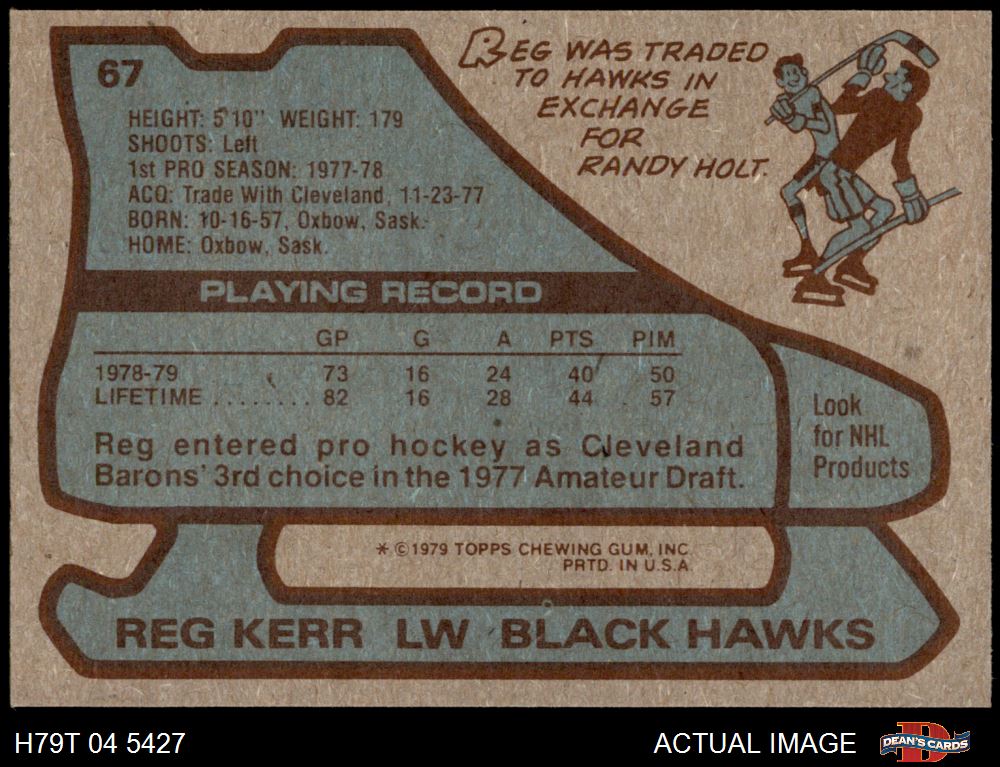 67
REG WAS TRADED
TO HAWKS IN
EXCHANGE
FOR
RANDY HOLT.
HEIGHT: 5'10" WEIGHT: 179
SHOOTS: Left
1st PRO SEASON: 1977-78
ACQ: Trade With Cleveland, 11-23-77
BORN: 10-16-57, Oxbow, Sask.
HOME: Oxbow, Sask.
PLAYING RECORD
GP G A PTS PIM
1978-79 73 16 24 40 50
LIFETIME ........ 82 16 28 44 57
Reg entered pro hockey as Cleveland
Barons' 3rd choice in the 1977 Amateur Draft.
Look
for NHL
Products
* ©1979 TOPPS CHEWING GUM, INC.
PRTD. IN U.S.A.
REG KERR LW BLACK HAWKS
H79T 04 5427
ACTUAL IMAGE
D
DEAN'S CARDS